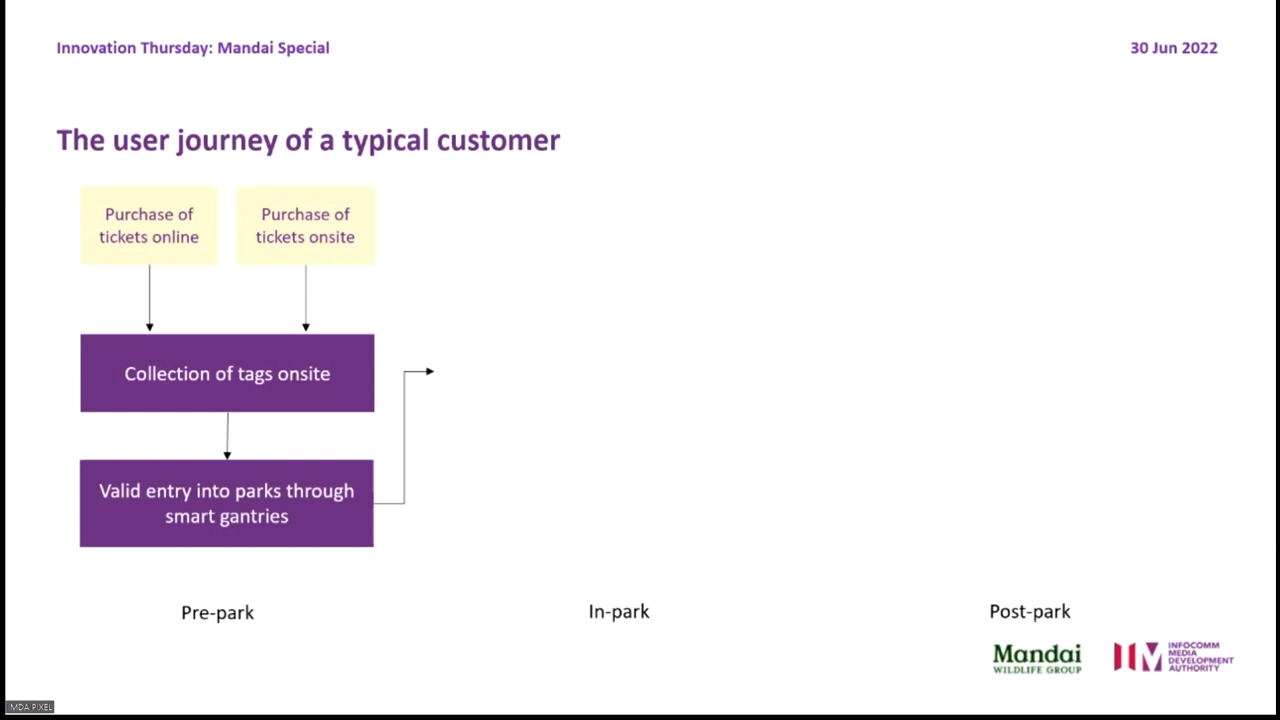 Innovation Thursday: Mandai Special
30 Jun 2022
The user journey of a typical customer
Purchase of
tickets online
Purchase of
tickets onsite
Collection of tags onsite
Valid entry into parks through
smart gantries
Pre-park
In-park
Post-park
Mandai
WILDLIFE GROUP
INFOCOMM
MEDIA
DEVELOPMENT
AUTHORITY
IMDA PIXEL